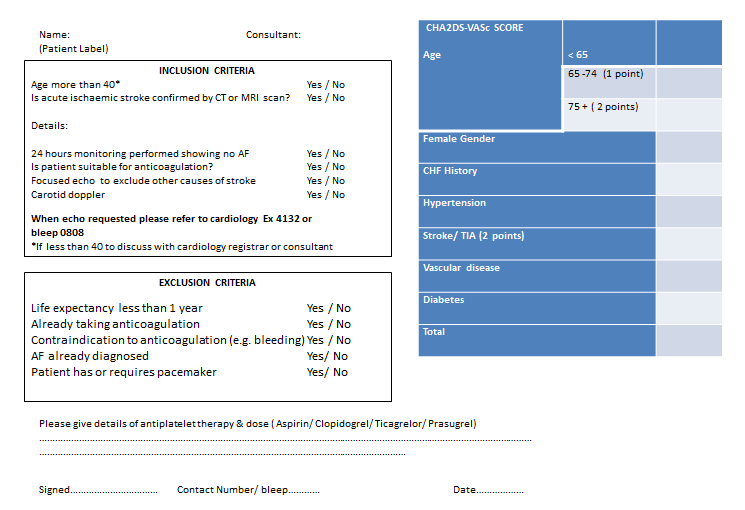 Name: Consultant:
(Patient Label)
INCLUSION CRITERIA
Age more than 40* Yes / No
Is acute ischaemic stroke confirmed by CT or MRI scan? Yes / No
Details:
24 hours monitoring performed showing no AF Yes / No
Is patient suitable for anticoagulation? Yes / No
Focused echo to exclude other causes of stroke Yes / No
Carotid doppler Yes / No
When echo requested please refer to cardiology Ex 4132 or
bleep 0808
*If less than 40 to discuss with cardiology registrar or consultant
EXCLUSION CRITERIA
Life expectancy less than 1 year Yes / No
Already taking anticoagulation Yes / No
Contraindication to anticoagulation (e.g. bleeding) Yes / No
AF already diagnosed Yes/ No
Patient has or requires pacemaker Yes/ No
CHA2DS-VASc SCORE
Age < 65
65-74 (1 point)
75+ ( 2 points)
Female Gender
CHF History
Hypertension
Stroke/ TIA (2 points)
Vascular disease
Diabetes
Total
Please give details of antiplatelet therapy & dose ( Aspirin/ Clopidogrel/ Ticagrelor/ Prasugrel)
Signed................................ Contact Number/ bleep............ Date..................